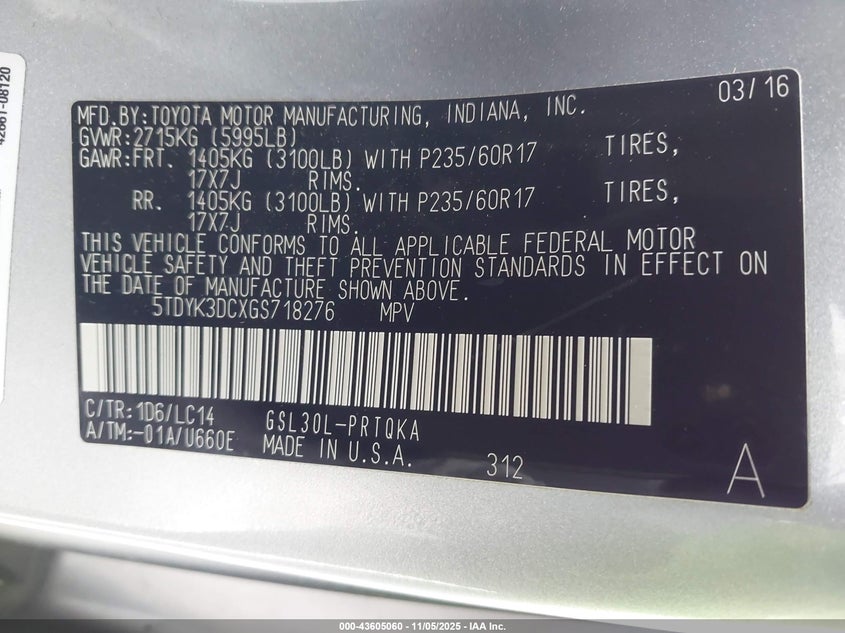 42661-08120
03/16
MFD.BY:TOYOTA MOTOR MANUFACTURING, INDIANA, INC.
GVWR:2715KG (5995LB)
GAWR:FRT. 1405KG (3100LB) WITH P235/60R17 TIRES,
17X7J RIMS.
RR. 1405KG (3100LB) WITH P235/60R17 TIRES,
17X7J RIMS.
THIS VEHICLE CONFORMS TO ALL APPLICABLE FEDERAL MOTOR
VEHICLE SAFETY AND THEFT PREVENTION STANDARDS IN EFFECT ON
THE DATE OF MANUFACTURE SHOWN ABOVE.
5TDYK3DCXGS718276 MPV
C/TR:1D6/LC14 GSL30L-PRTQKA
A/TM:-01A/U660E MADE IN U.S.A. 312
A
000-43605060 - 11/05/2025 - IAA Inc.